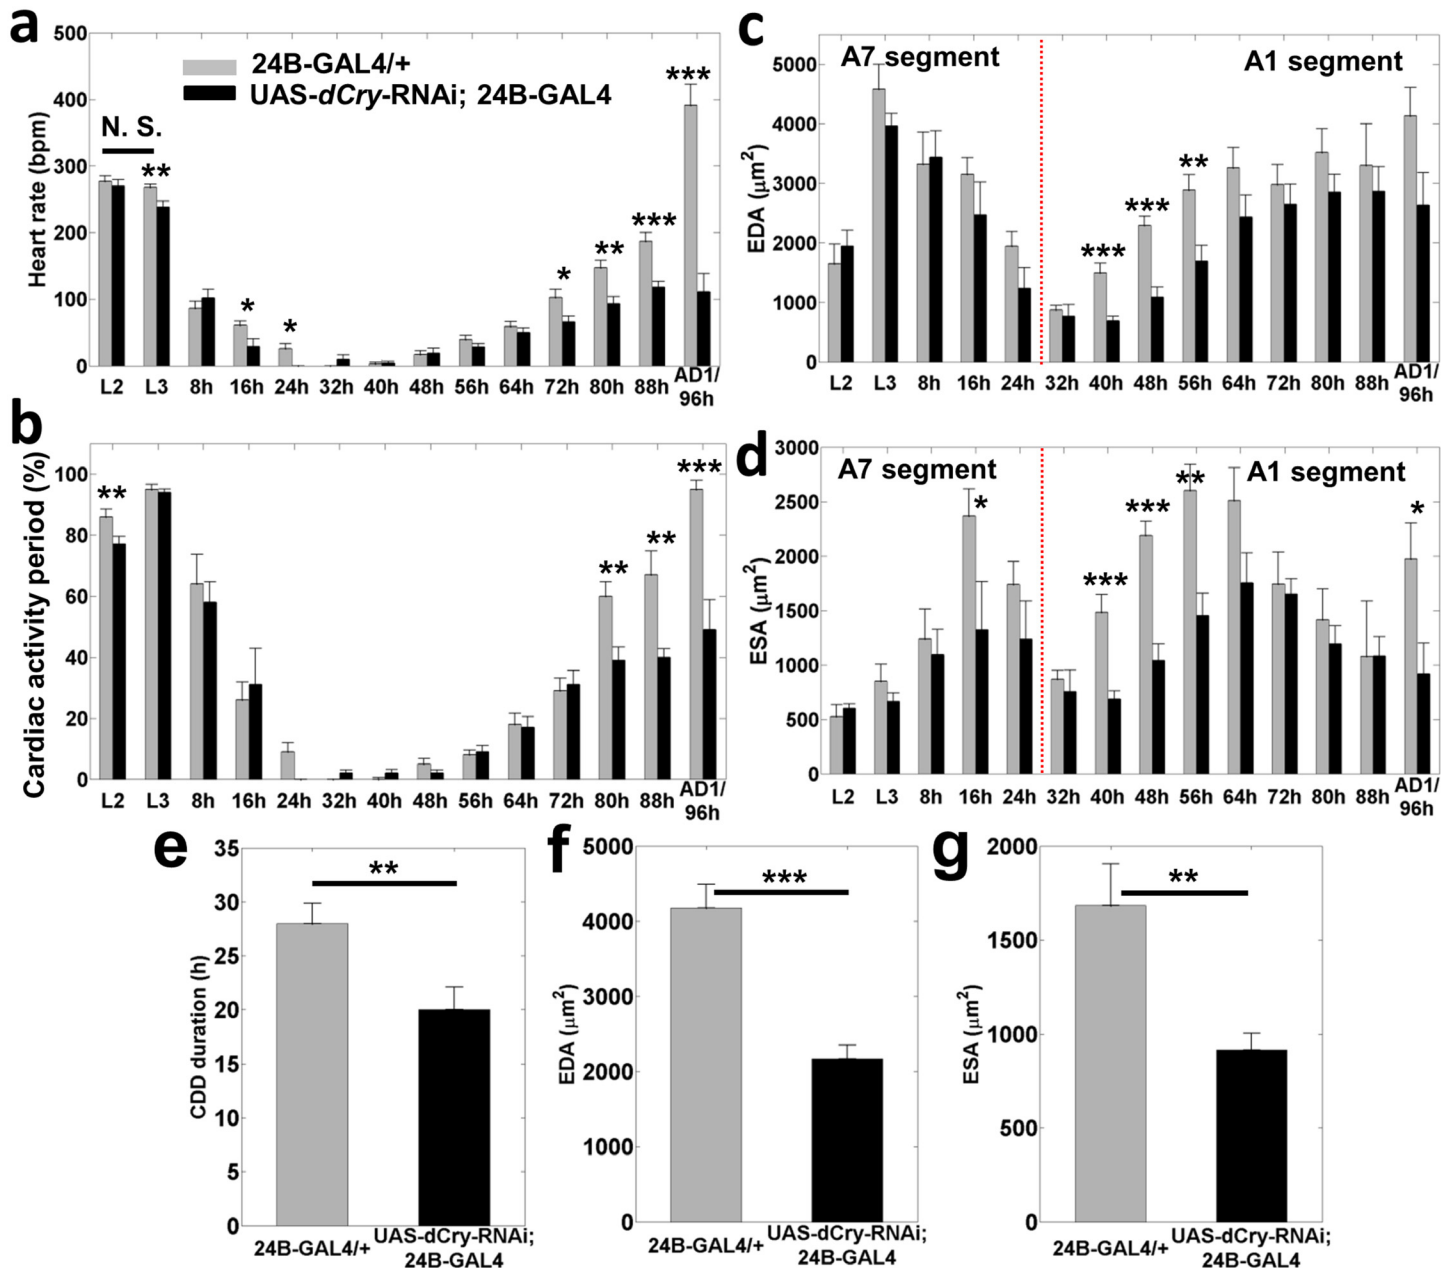 a
500
400
300
200
100
0
Heart rate (bpm)
24B-GAL4/+
UAS-dCry-RNAi; 24B-GAL4
N. S.
**
*
*
*
**
***
***
L2 L3 8h 16h 24h 32h 40h 48h 56h 64h 72h 80h 88h AD1/
96h
b
100
80
60
40
20
0
Cardiac activity period (%)
**
**
**
***
L2 L3 8h 16h 24h 32h 40h 48h 56h 64h 72h 80h 88h AD1/
96h
c
5000
4000
3000
2000
1000
0
EDA (μm²)
A7 segment
A1 segment
***
***
**
L2 L3 8h 16h 24h 32h 40h 48h 56h 64h 72h 80h 88h AD1/
96h
d
3000
2500
2000
1500
1000
500
0
ESA (μm²)
A7 segment
A1 segment
*
***
***
**
*
L2 L3 8h 16h 24h 32h 40h 48h 56h 64h 72h 80h 88h AD1/
96h
e
35
30
25
20
15
10
5
0
CDD duration (h)
**
24B-GAL4/+
UAS-dCry-RNAi;
24B-GAL4
f
5000
4000
3000
2000
1000
0
EDA (μm²)
***
24B-GAL4/+
UAS-dCry-RNAi;
24B-GAL4
g
2000
1500
1000
500
0
ESA (μm²)
**
24B-GAL4/+
UAS-dCry-RNAi;
24B-GAL4